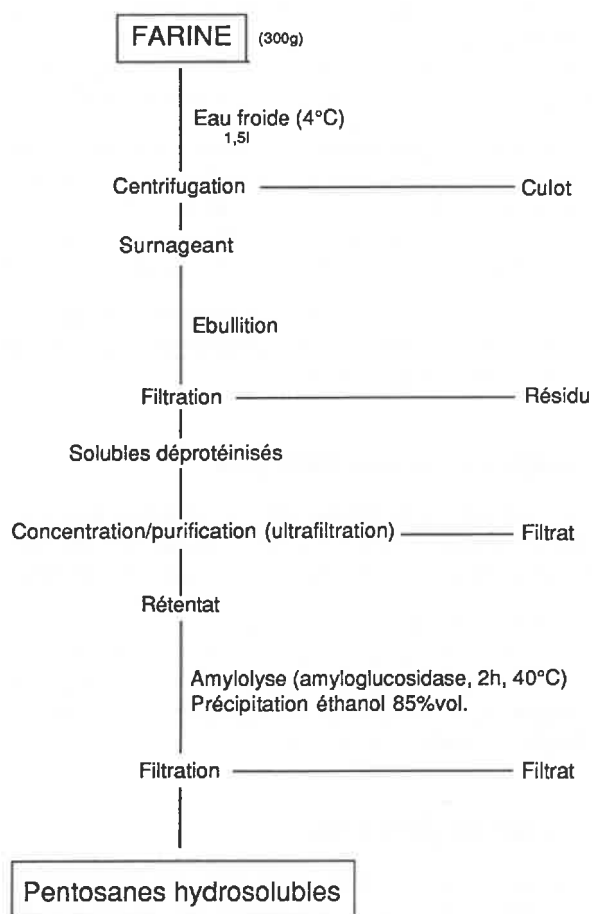 FARINE (300g)
Eau froide (4°C)
1,5l
Centrifugation Culot
Surnageant
Ebullition
Filtration Résidu
Solubles déprotéinisés
Concentration/purification (ultrafiltration) Filtrat
Rétentat
Amylolyse (amyloglucosidase, 2h, 40°C)
Précipitation éthanol 85%vol.
Filtration Filtrat
Pentosanes hydrosolubles